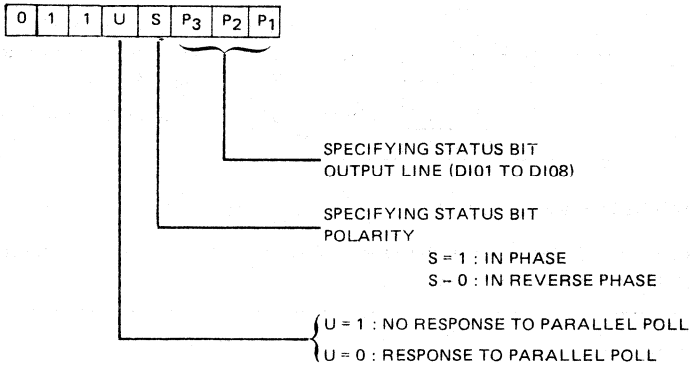 0 1 1 U S P3 P2 P1
SPECIFYING STATUS BIT
OUTPUT LINE (DI01 TO DI08)
SPECIFYING STATUS BIT
POLARITY
S = 1 : IN PHASE
S - 0 : IN REVERSE PHASE
U = 1 : NO RESPONSE TO PARALLEL POLL
U = 0 : RESPONSE TO PARALLEL POLL